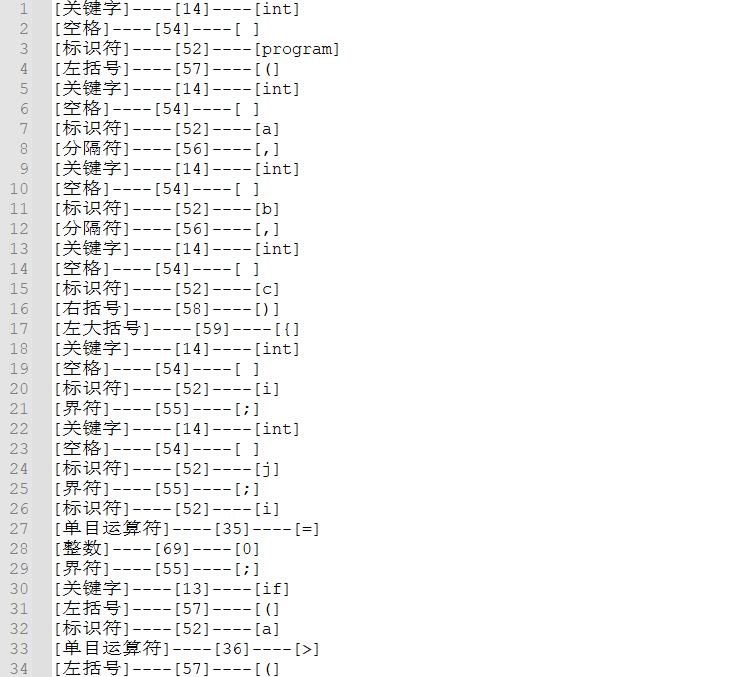 1 [关键字]----[14]----[int]
2 [空格]----[54]----[ ]
3 [标识符]----[52]----[program]
4 [左括号]----[57]----[(]
5 [关键字]----[14]----[int]
6 [空格]----[54]----[ ]
7 [标识符]----[52]----[a]
8 [分隔符]----[56]----[,]
9 [关键字]----[14]----[int]
10 [空格]----[54]----[ ]
11 [标识符]----[52]----[b]
12 [分隔符]----[56]----[,]
13 [关键字]----[14]----[int]
14 [空格]----[54]----[ ]
15 [标识符]----[52]----[c]
16 [右括号]----[58]----[)]
17 [左大括号]----[59]----[{]
18 [关键字]----[14]----[int]
19 [空格]----[54]----[ ]
20 [标识符]----[52]----[i]
21 [界符]----[55]----[;]
22 [关键字]----[14]----[int]
23 [空格]----[54]----[ ]
24 [标识符]----[52]----[j]
25 [界符]----[55]----[;]
26 [标识符]----[52]----[i]
27 [单目运算符]----[35]----[=]
28 [整数]----[69]----[0]
29 [界符]----[55]----[;]
30 [关键字]----[13]----[if]
31 [左括号]----[57]----[(]
32 [标识符]----[52]----[a]
33 [单目运算符]----[36]----[>]
34 [左括号]----[57]----[(]